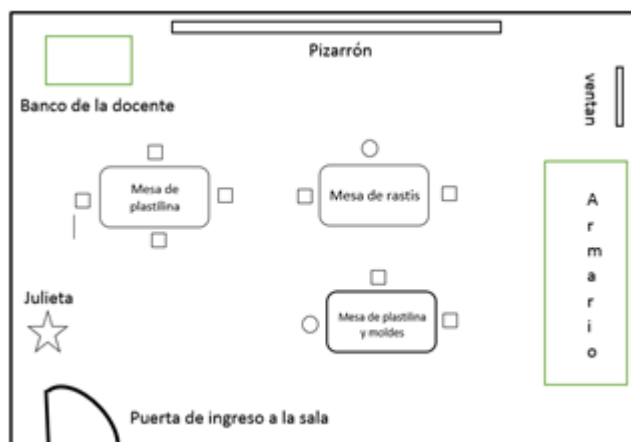 Pizarrón
Banco de la docente
ventan
Mesa de
plastilina
Mesa de rastis
Armario
Julieta
Mesa de plastilina
y moldes
Puerta de ingreso a la sala